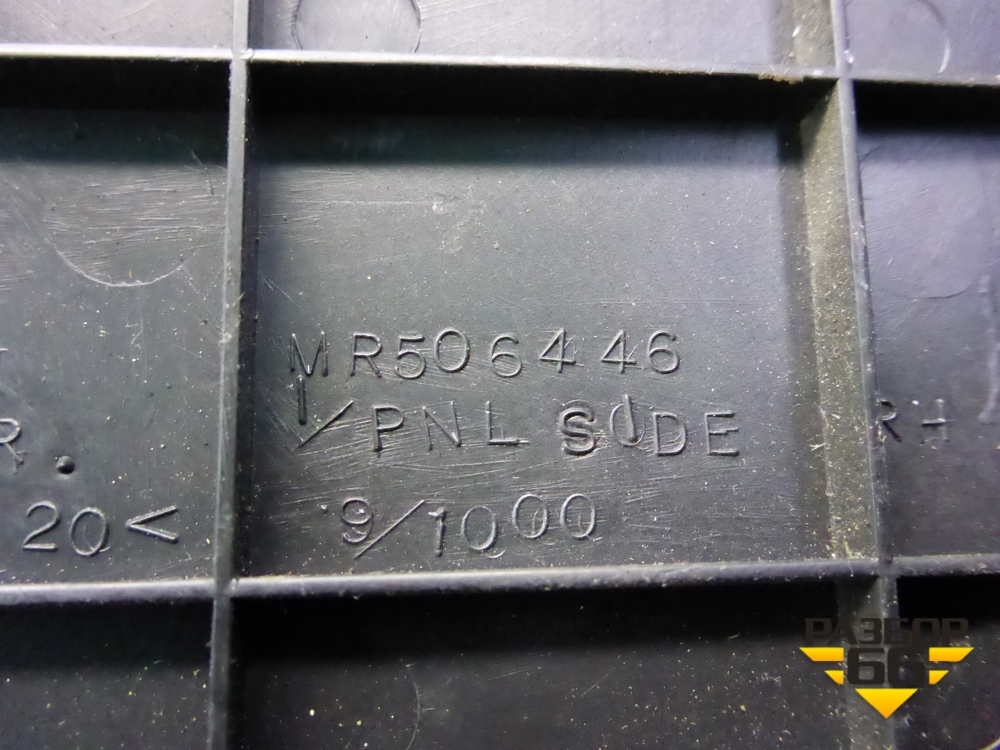 MR506446
I/PNL SIDE RH
R.
20<
9/1000
РАЗБОР
66